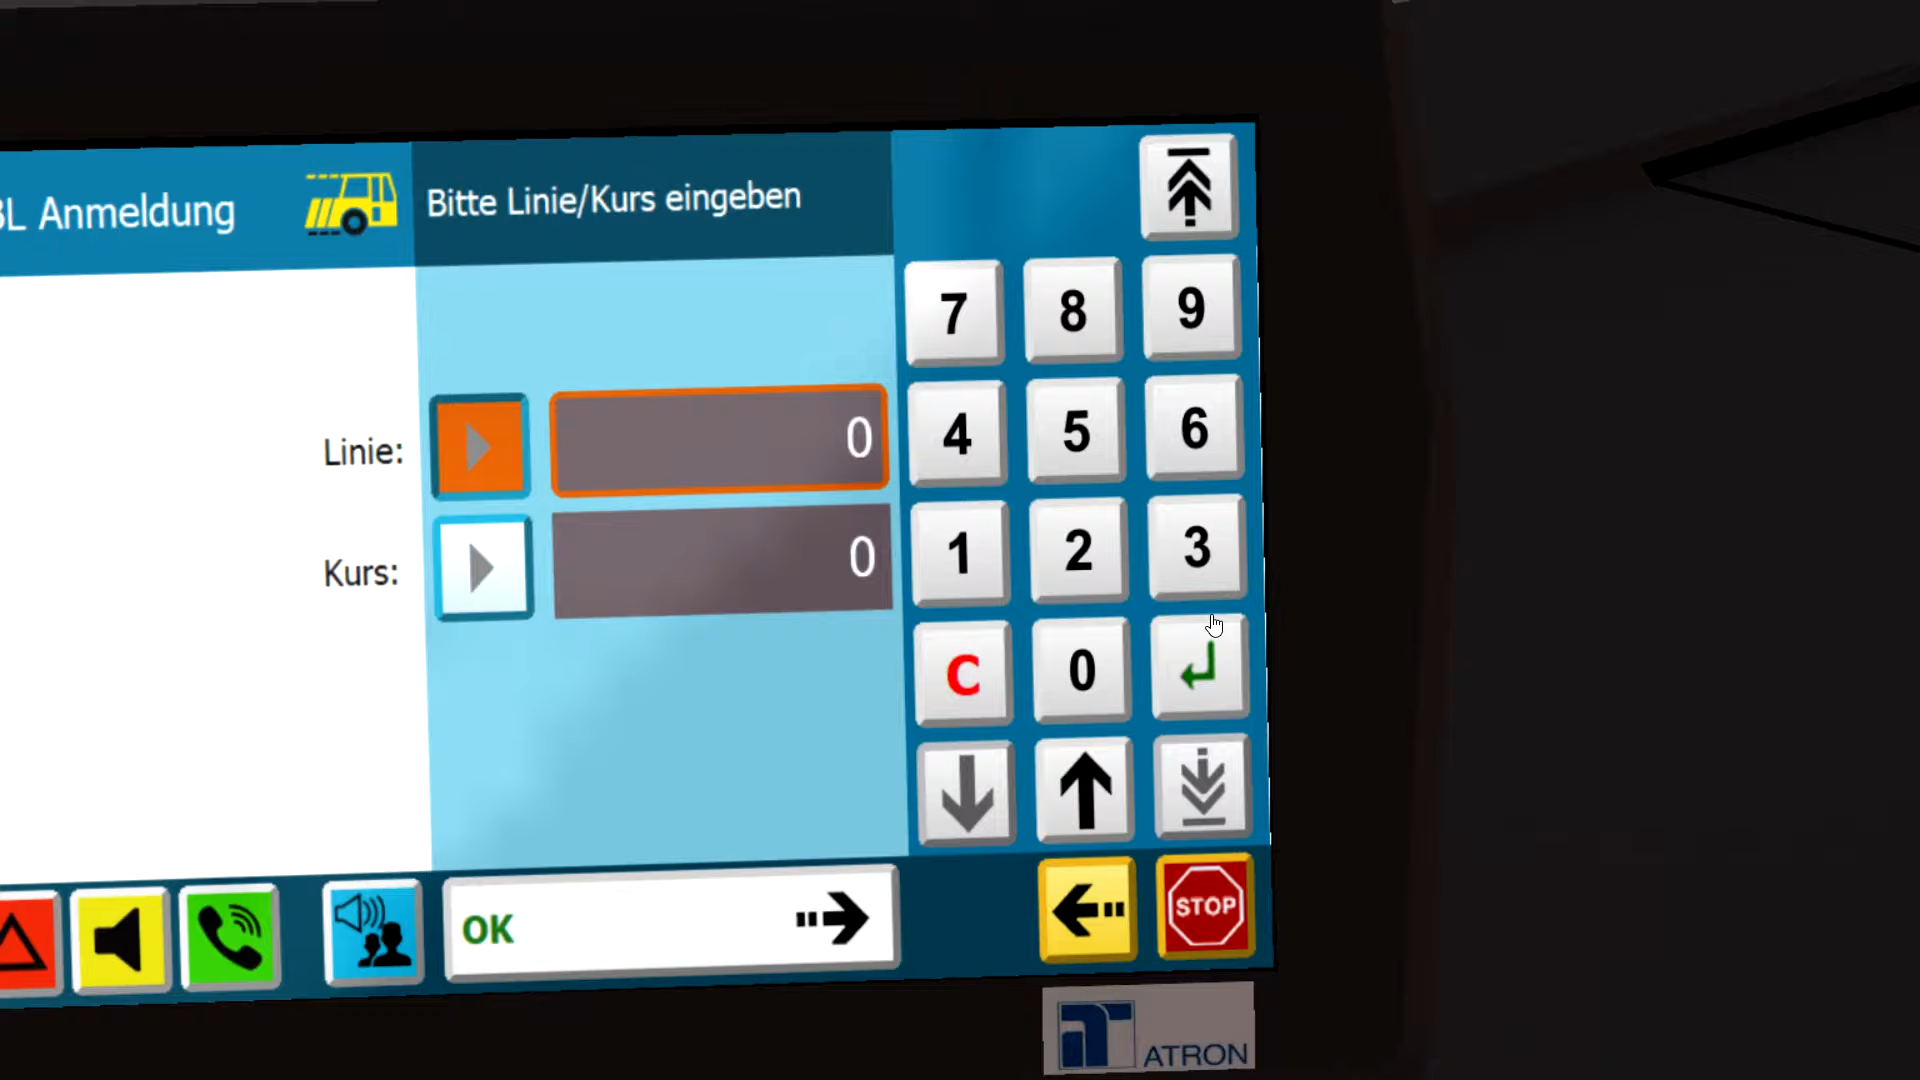 BL Anmeldung
Bitte Linie/Kurs eingeben
7 8 9
Linie: 0
4 5 6
Kurs: 0
1 2 3
C 0
OK
STOP
ATRON